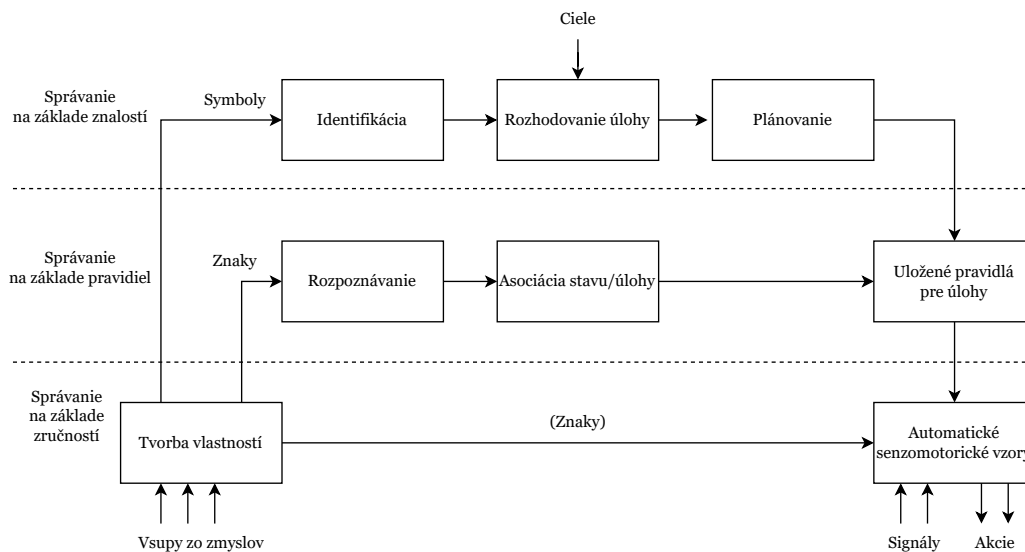 Ciele
Správanie
na základe znalostí
Symboly
Identifikácia
Rozhodovanie úlohy
Plánovanie
Správanie
na základe pravidiel
Znaky
Rozpoznávanie
Asociácia stavu/úlohy
Uložené pravidlá
pre úlohy
Správanie
na základe
zručností
Tvorba vlastností
(Znaky)
Automatické
senzomotorické vzory
Vsupy zo zmyslov
Signály
Akcie